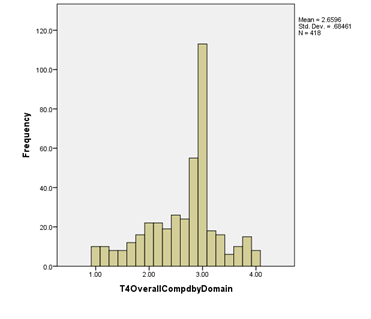 Mean = 2.6596
Std. Dev. = .68461
N = 418
120.0
100.0
80.0
60.0
40.0
20.0
0.0
Frequency
1.00 2.00 3.00 4.00
T4OverallCompdbyDomain